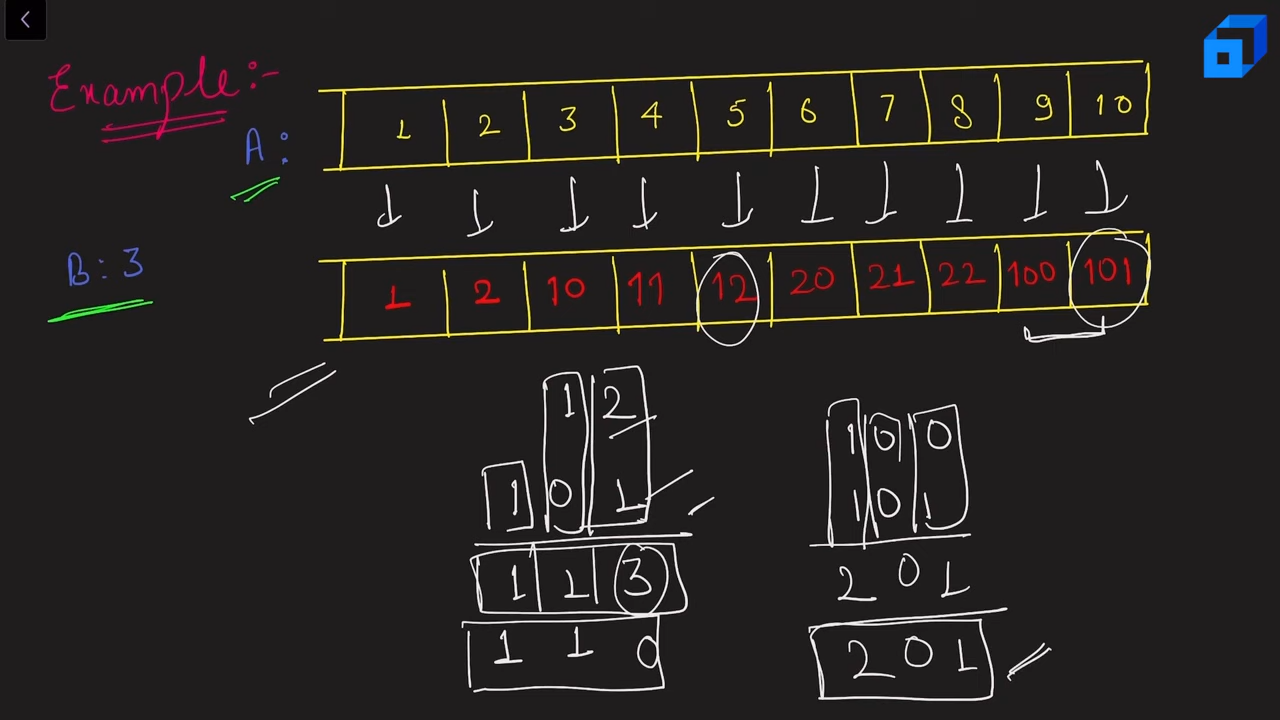 Example:-
A: 1 2 3 4 5 6 7 8 9 10
B: 3
1 2 10 11 12 20 21 22 100 101
1 2
1 0 1
1 1 3
1 1 0
1 0 0
1 0 1
2 0 1
2 0 1